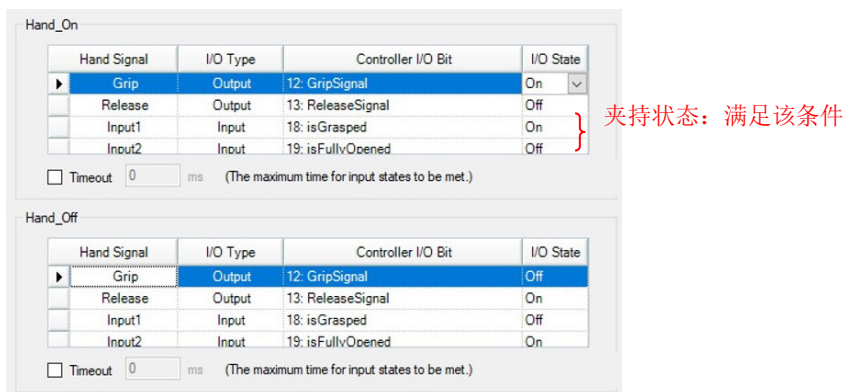 Hand_On
Hand Signal I/O Type Controller I/O Bit I/O State
Grip Output 12: GripSignal On
Release Output 13: ReleaseSignal Off
Input1 Input 18: isGrasped On
Input2 Input 19: isFullyOpened Off
夹持状态：满足该条件
Timeout 0 ms (The maximum time for input states to be met.)
Hand_Off
Hand Signal I/O Type Controller I/O Bit I/O State
Grip Output 12: GripSignal Off
Release Output 13: ReleaseSignal On
Input1 Input 18: isGrasped Off
Input2 Input 19: isFullyOpened On
Timeout 0 ms (The maximum time for input states to be met.)